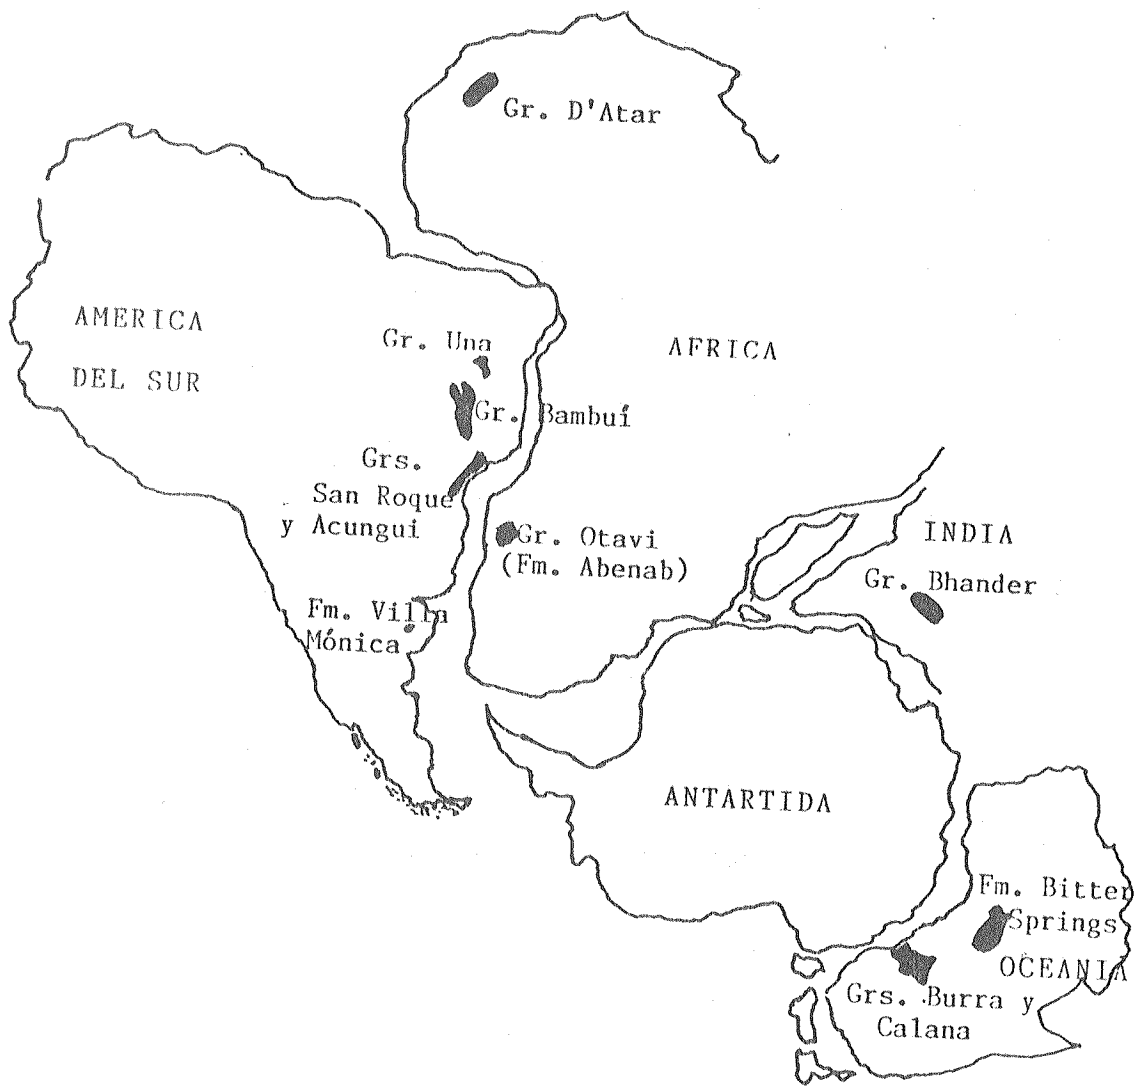 Gr. D'Atar
AMERICA
DEL SUR
Gr. Una
AFRICA
Gr. Bambuí
Grs.
San Roque
y Acungui
Gr. Otavi
(Fm. Abenab)
INDIA
Gr. Bhander
Fm. Villa
Mónica
ANTARTIDA
Fm. Bitter
Springs
OCEANIA
Grs. Burra y
Calana